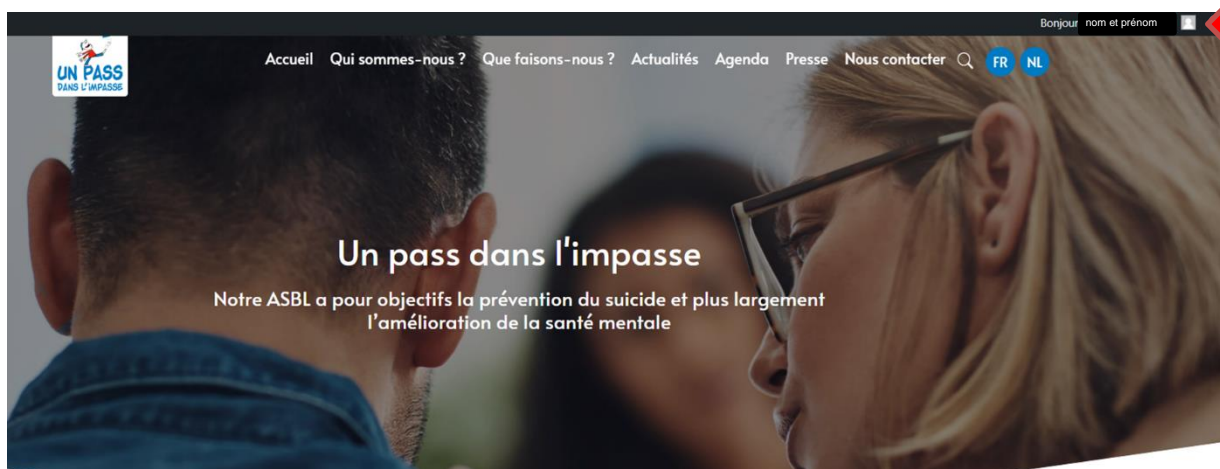 Bonjour nom et prénom
UN PASS
DANS L'IMPASSE
Accueil Qui sommes-nous ? Que faisons-nous ? Actualités Agenda Presse Nous contacter FR NL
Un pass dans l'impasse
Notre ASBL a pour objectifs la prévention du suicide et plus largement
l'amélioration de la santé mentale